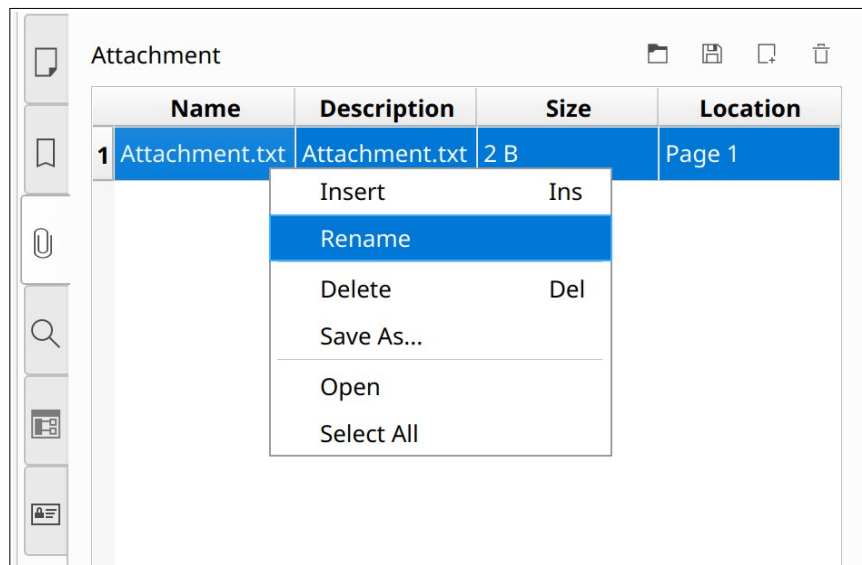 Attachment
Name Description Size Location
1 Attachment.txt Attachment.txt 2 B Page 1
Insert Ins
Rename
Delete Del
Save As...
Open
Select All